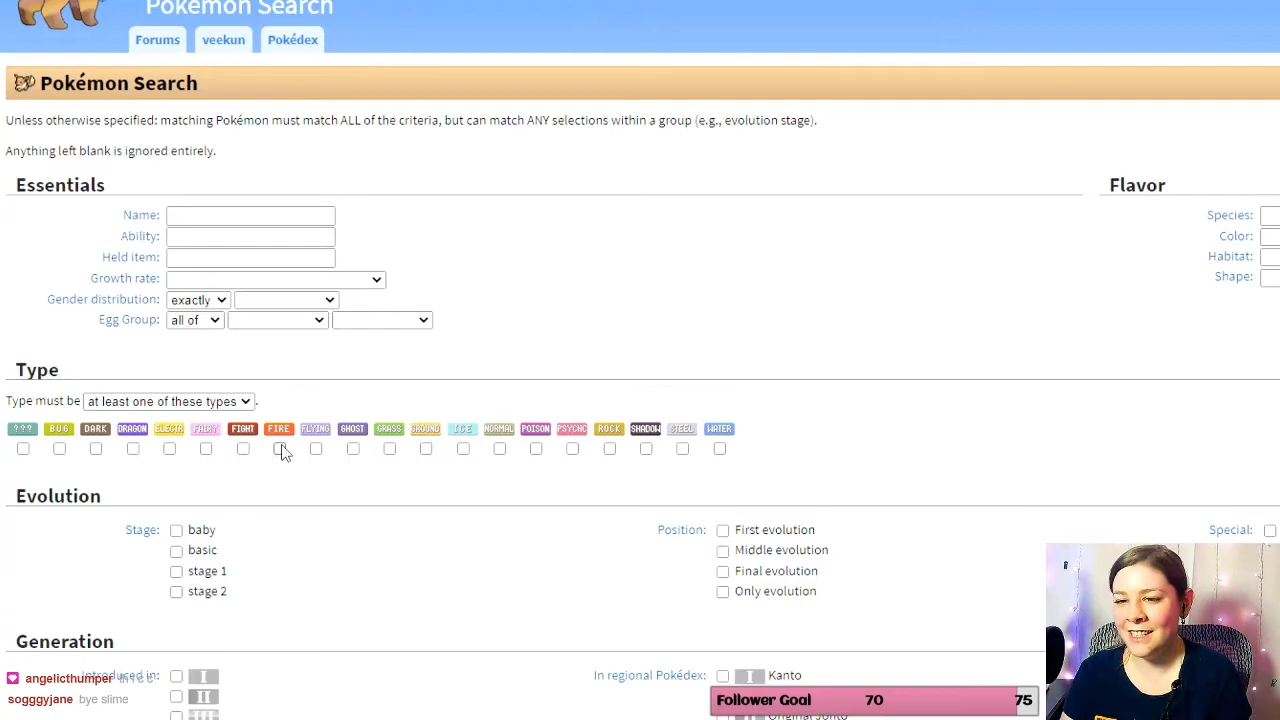 Pokémon Search
Forums veekun Pokédex
Pokémon Search
Unless otherwise specified: matching Pokémon must match ALL of the criteria, but can match ANY selections within a group (e.g., evolution stage).
Anything left blank is ignored entirely.
Essentials
Name:
Ability:
Held item:
Growth rate:
Gender distribution: exactly
Egg Group: all of
Flavor
Species:
Color:
Habitat:
Shape:
Type
Type must be at least one of these types .
??? BUG DARK DRAGON ELECTR FAIRY FIGHT FIRE FLYING GHOST GRASS GROUND ICE NORMAL POISON PSYCHC ROCK SHADOW STEEL WATER
Evolution
Stage: baby
basic
stage 1
stage 2
Position: First evolution
Middle evolution
Final evolution
Only evolution
Special:
Generation
Introduced in: I
II
III
In regional Pokédex: I Kanto
Original Johto
angelicthumper
sogggyjane bye slime
Follower Goal 70 75